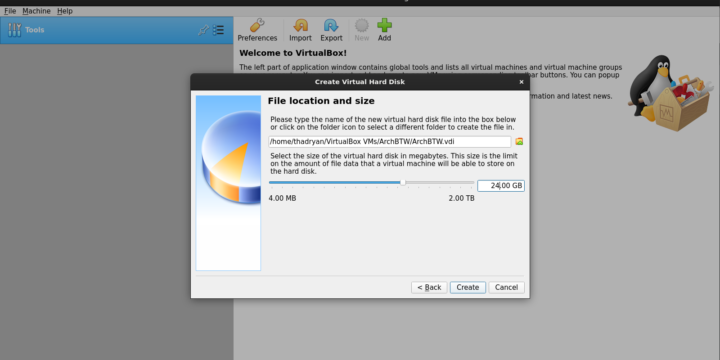 File Machine Help
Tools
Preferences Import Export New Add
Welcome to VirtualBox!
The left part of application window contains global tools and lists all virtual machines and virtual machine groups
bar buttons. You can popup
mation and latest news.
Create Virtual Hard Disk
File location and size
Please type the name of the new virtual hard disk file into the box below
or click on the folder icon to select a different folder to create the file in.
/home/thadryan/VirtualBox VMs/ArchBTW/ArchBTW.vdi
Select the size of the virtual hard disk in megabytes. This size is the limit
on the amount of file data that a virtual machine will be able to store on
the hard disk.
24.00 GB
4.00 MB 2.00 TB
< Back Create Cancel